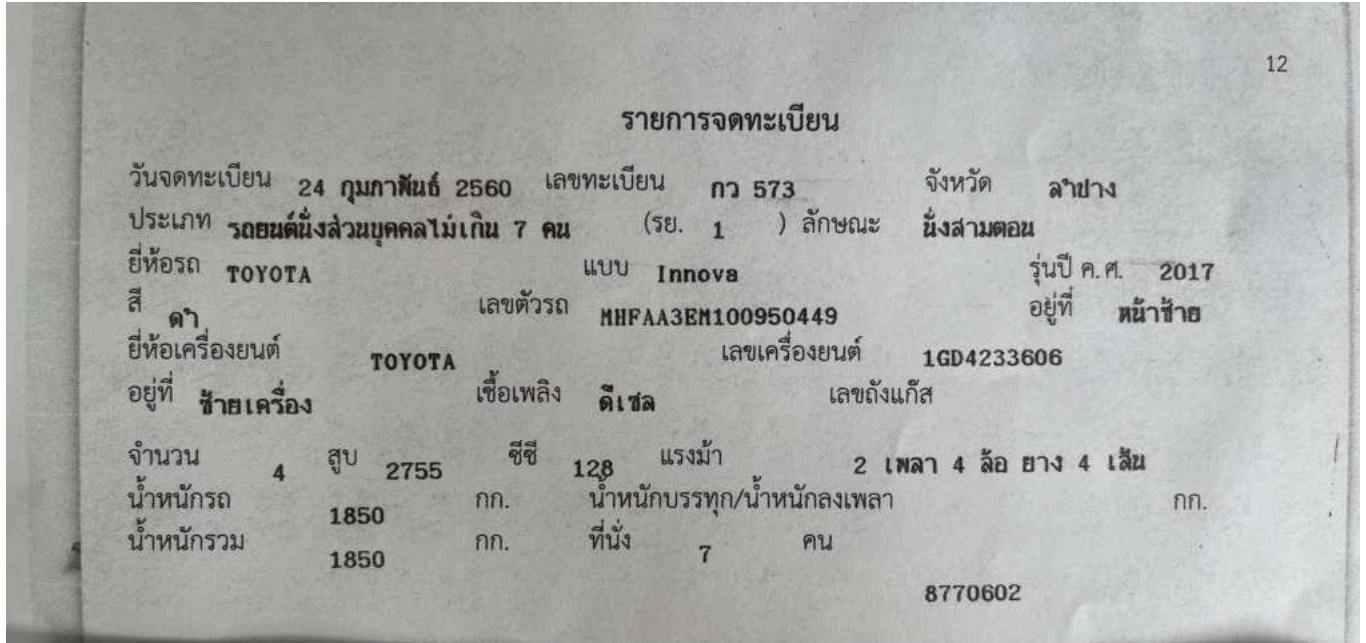 12
รายการจดทะเบียน
วันจดทะเบียน 24 กุมภาพันธ์ 2560 เลขทะเบียน กว 573 จังหวัด ลำปาง
ประเภท รถยนต์นั่งส่วนบุคคลไม่เกิน 7 คน (รย. 1 ) ลักษณะ นั่งสามตอน
ยี่ห้อรถ TOYOTA แบบ Innova รุ่นปี ค.ศ. 2017
สี ดำ เลขตัวรถ MHFAA3EM100950449 อยู่ที่ หน้าซ้าย
ยี่ห้อเครื่องยนต์ TOYOTA เลขเครื่องยนต์ 1GD4233606
อยู่ที่ ซ้ายเครื่อง เชื้อเพลิง ดีเซล เลขถังแก๊ส
จำนวน 4 สูบ 2755 ซีซี 128 แรงม้า 2 เพลา 4 ล้อ ยาง 4 เส้น
น้ำหนักรถ 1850 กก. น้ำหนักบรรทุก/น้ำหนักลงเพลา กก.
น้ำหนักรวม 1850 กก. ที่นั่ง 7 คน
8770602